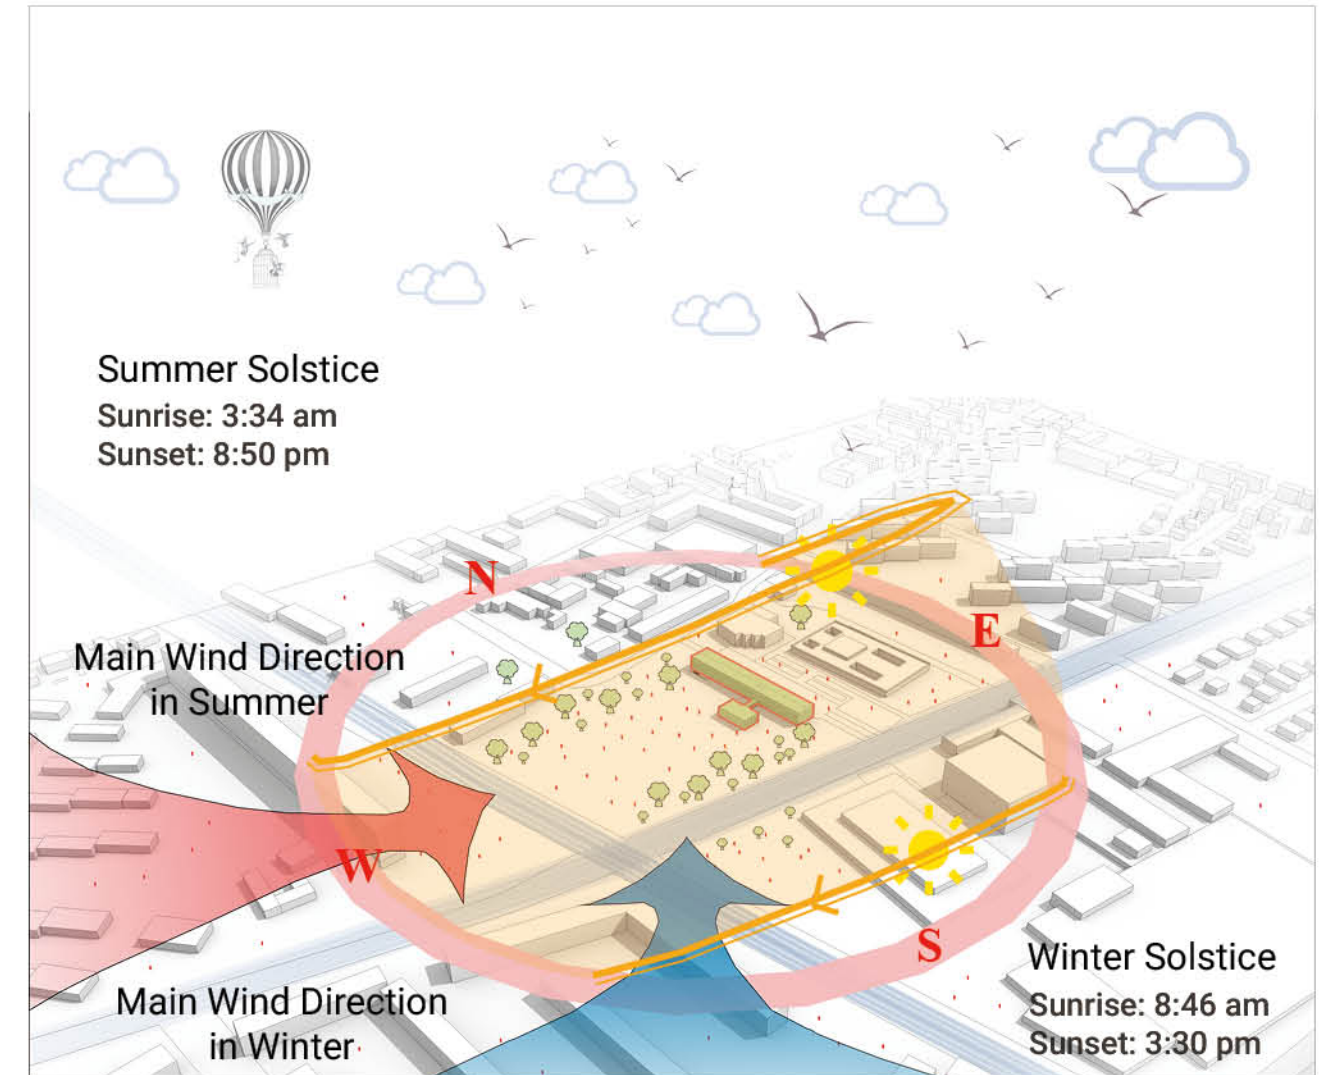 Summer Solstice
Sunrise: 3:34 am
Sunset: 8:50 pm
N
E
Main Wind Direction
in Summer
W
S
Winter Solstice
Sunrise: 8:46 am
Sunset: 3:30 pm
Main Wind Direction
in Winter